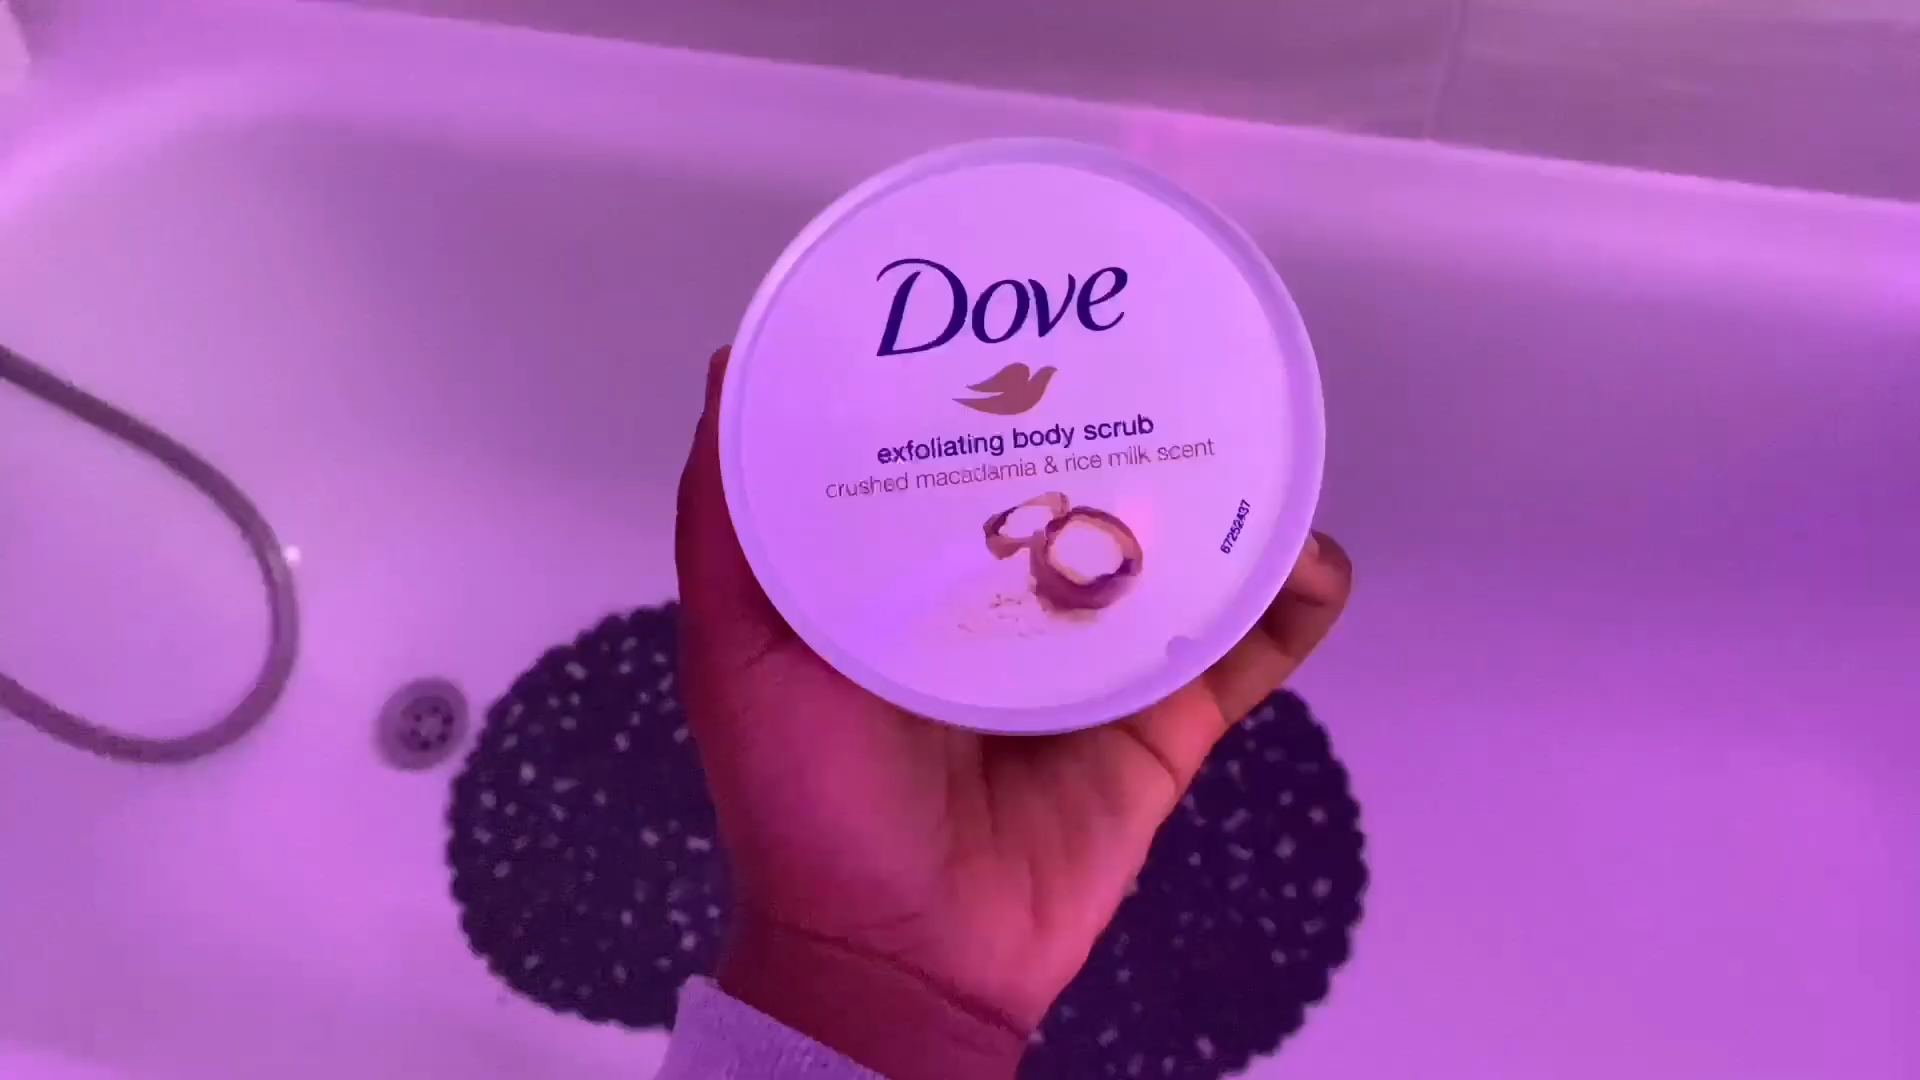 Dove
exfoliating body scrub
crushed macadamia & rice milk scent
67252437